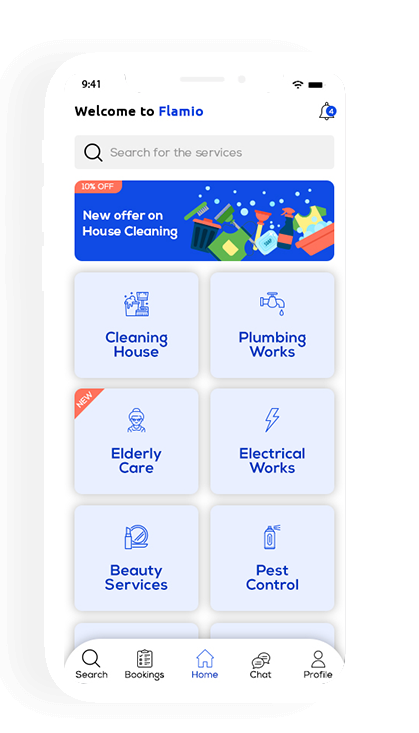 9:41
Welcome to Flamio
4
Search for the services
10% OFF
New offer on
House Cleaning
Cleaning
House
Plumbing
Works
NEW
Elderly
Care
Electrical
Works
Beauty
Services
Pest
Control
Search
Bookings
Home
Chat
Profile